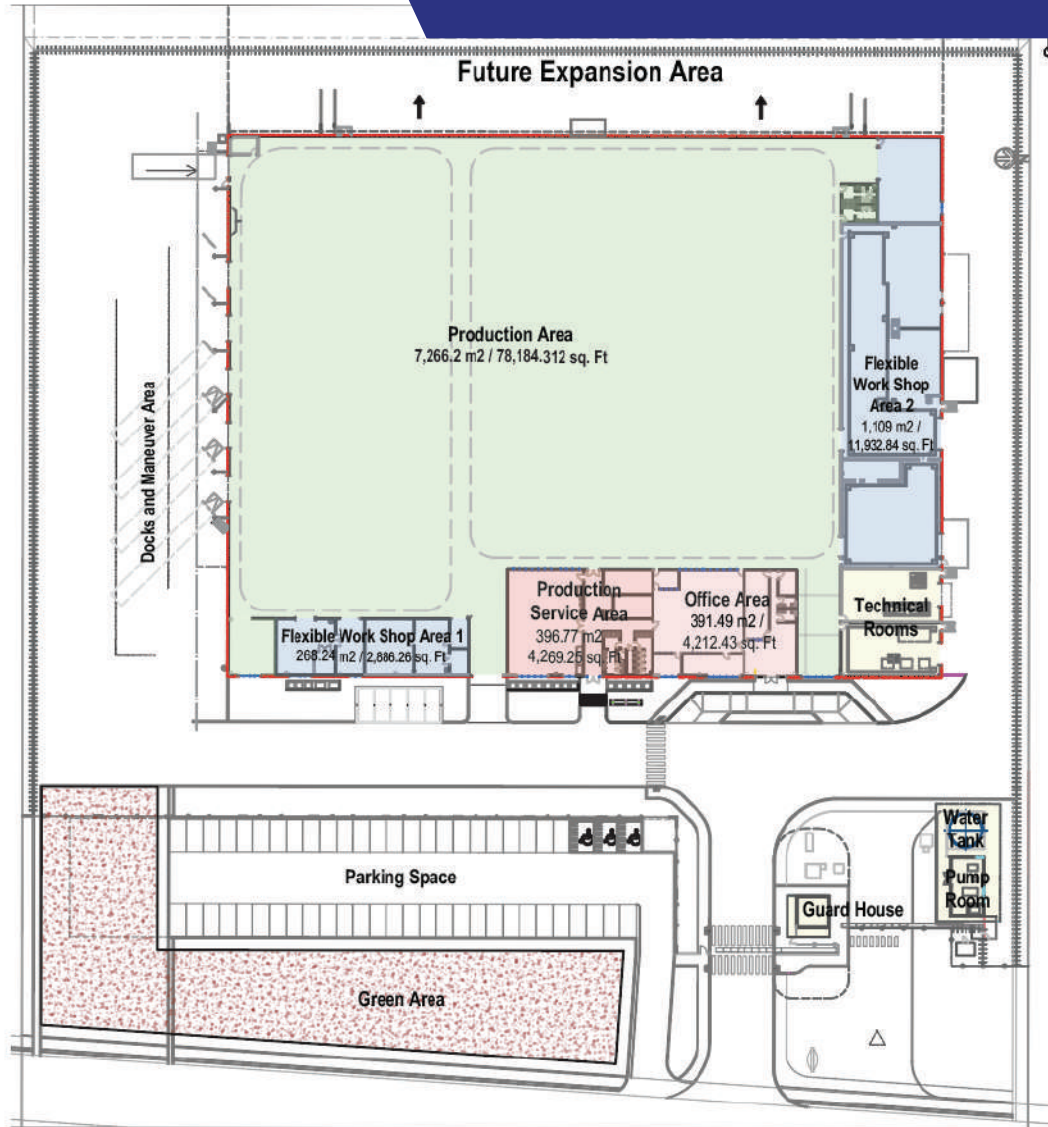 Future Expansion Area
Production Area
7,266.2 m2 / 78,184.312 sq. Ft
Docks and Maneuver Area
Flexible
Work Shop
Area 2
1,109 m2 /
11,932.84 sq. Ft
Production
Service Area
396.77 m2
4,269.25 sq. Ft
Office Area
391.49 m2 /
4,212.43 sq. Ft
Technical
Rooms
Flexible Work Shop Area 1
268.24 m2 / 2,886.26 sq. Ft
Water
Tank
Pump
Room
Parking Space
Guard House
Green Area